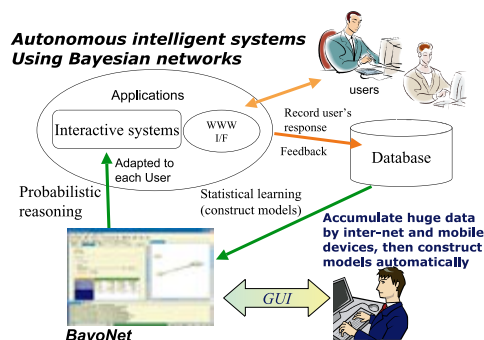 Autonomous intelligent systems
Using Bayesian networks
Applications
users
Interactive systems
WWW
I/F
Record user's
response
Feedback
Database
Adapted to
each User
Probabilistic
reasoning
Statistical learning
(construct models)
Accumulate huge data
by inter-net and mobile
devices, then construct
models automatically
GUI
BayoNet